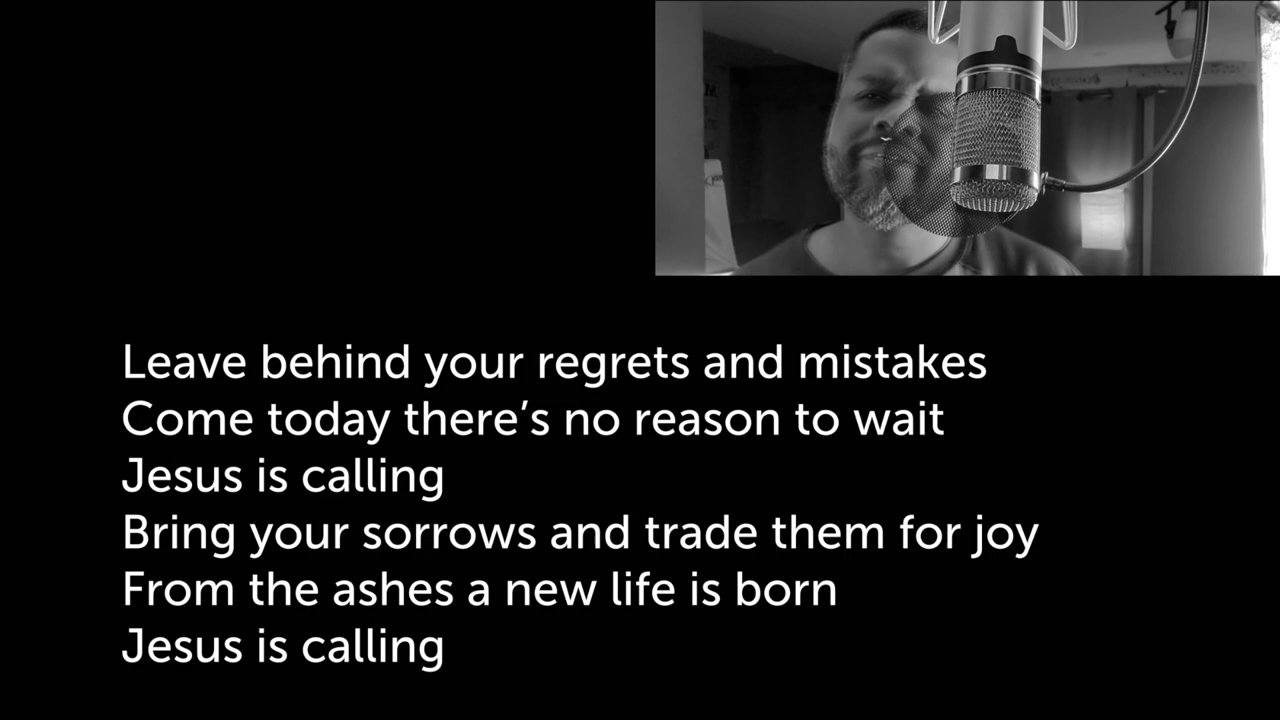 Leave behind your regrets and mistakes
Come today there’s no reason to wait
Jesus is calling
Bring your sorrows and trade them for joy
From the ashes a new life is born
Jesus is calling